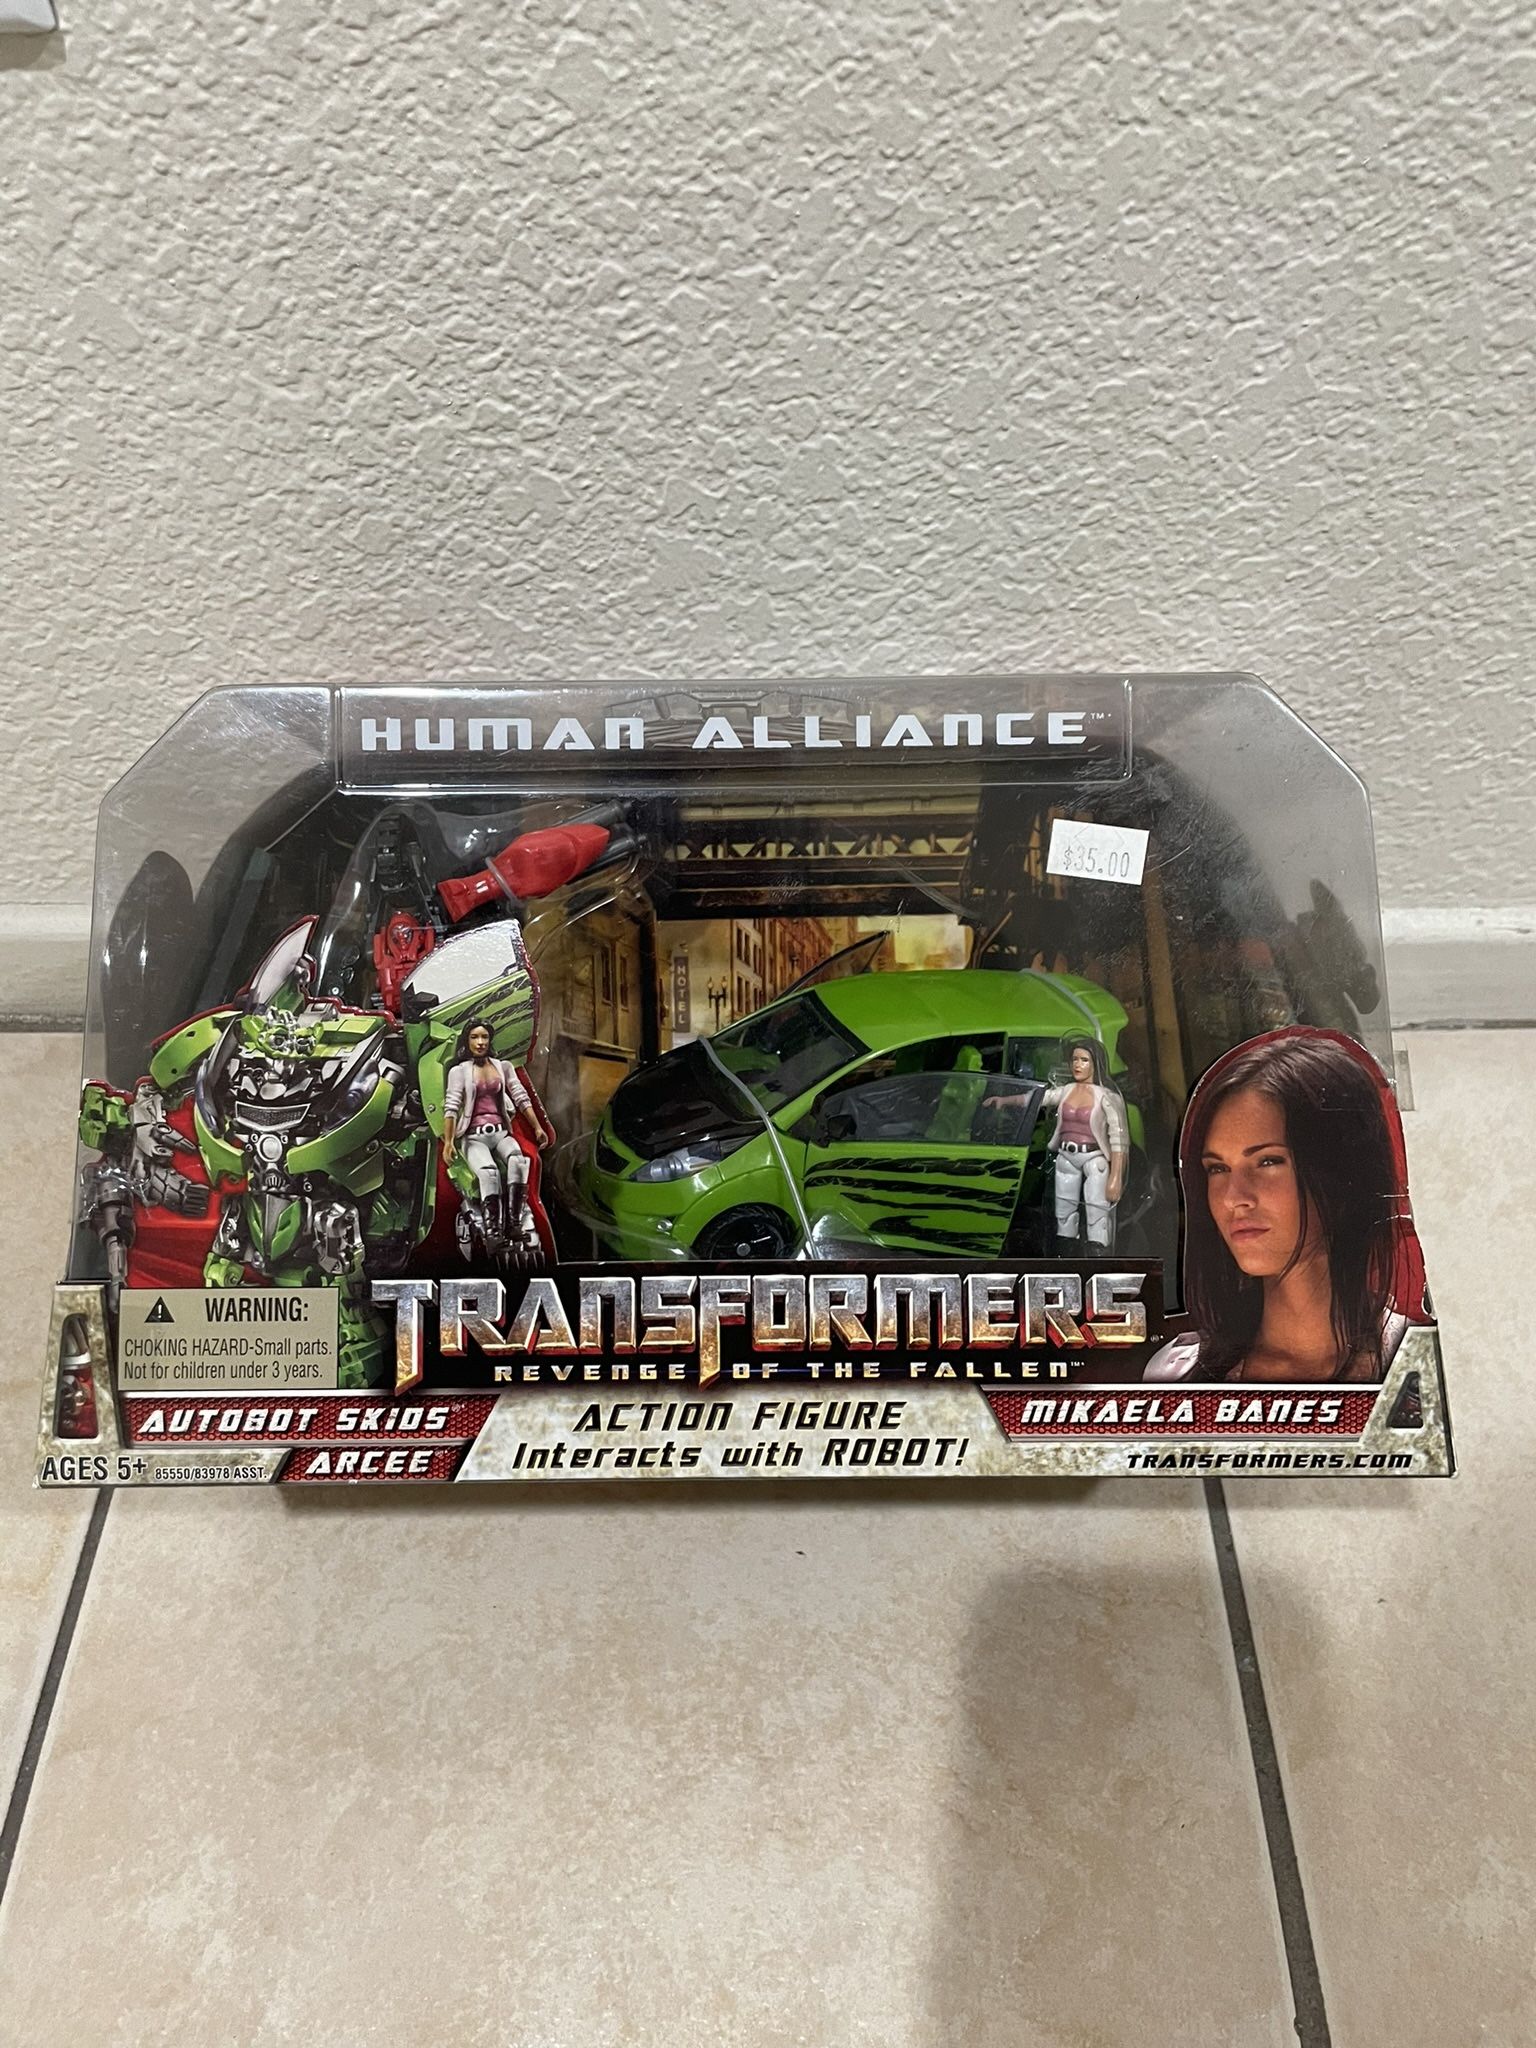 HUMAN ALLIANCE™
$35.00
HOTEL
⚠ WARNING:
CHOKING HAZARD-Small parts.
Not for children under 3 years.
TRANSFORMERS®
REVENGE OF THE FALLEN™
AUTOBOT SKIDS®
ARCEE™
AGES 5+ 85550/83978 ASST.
ACTION FIGURE
Interacts with ROBOT!
MIKAELA BANES
TRANSFORMERS.COM